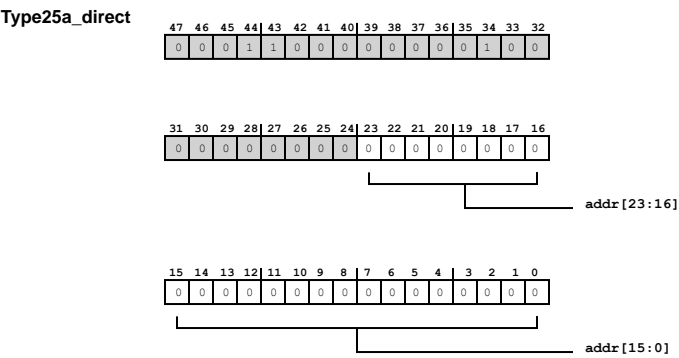 Type25a_direct
47 46 45 44 43 42 41 40 39 38 37 36 35 34 33 32
0 0 0 1 1 0 0 0 0 0 0 0 0 1 0 0
31 30 29 28 27 26 25 24 23 22 21 20 19 18 17 16
0 0 0 0 0 0 0 0 0 0 0 0 0 0 0 0
addr[23:16]
15 14 13 12 11 10 9 8 7 6 5 4 3 2 1 0
0 0 0 0 0 0 0 0 0 0 0 0 0 0 0 0
addr[15:0]